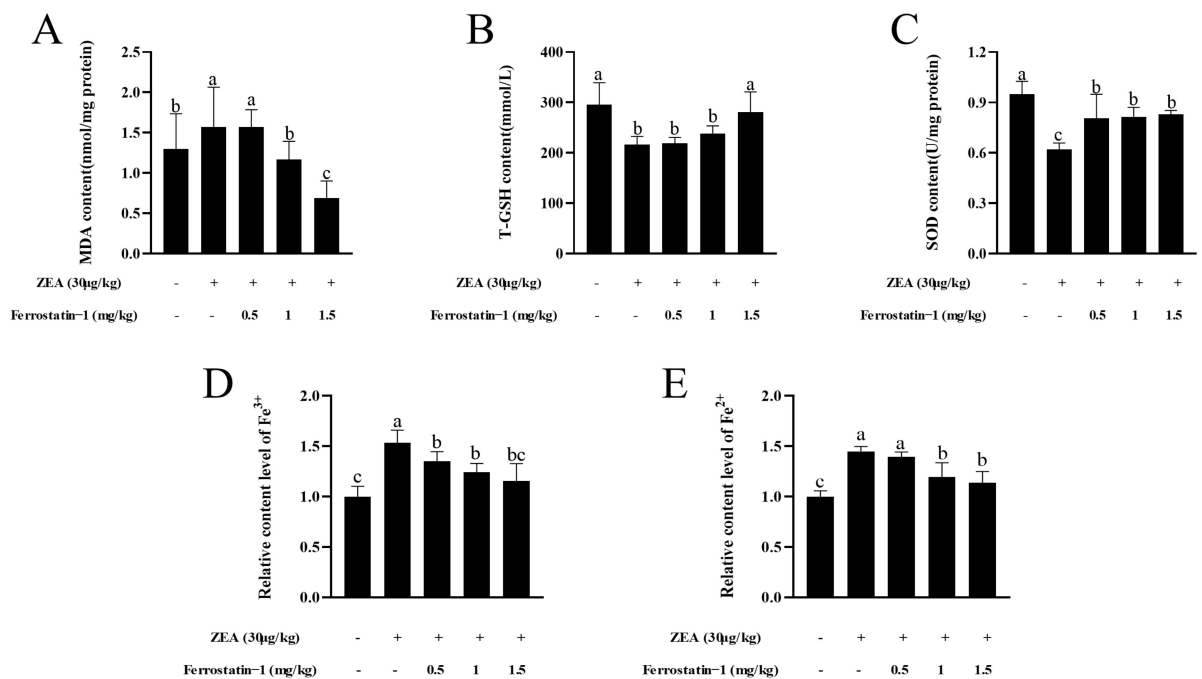 A
MDA content(nmol/mg protein)
2.5
2.0
1.5
1.0
0.5
0.0
b
a
a
b
c
ZEA (30μg/kg) - + + + +
Ferrostatin−1 (mg/kg) - - 0.5 1 1.5
B
T-GSH content(mmol/L)
400
300
200
100
0
a
b
b
b
a
ZEA (30μg/kg) - + + + +
Ferrostatin−1 (mg/kg) - - 0.5 1 1.5
C
SOD content(U/mg protein)
1.2
0.9
0.6
0.3
0.0
a
c
b
b
b
ZEA (30μg/kg) - + + + +
Ferrostatin−1 (mg/kg) - - 0.5 1 1.5
D
Relative content level of Fe³⁺
2.0
1.5
1.0
0.5
0.0
c
a
b
b
bc
ZEA (30μg/kg) - + + + +
Ferrostatin−1 (mg/kg) - - 0.5 1 1.5
E
Relative content level of Fe²⁺
2.0
1.5
1.0
0.5
0.0
c
a
a
b
b
ZEA (30μg/kg) - + + + +
Ferrostatin−1 (mg/kg) - - 0.5 1 1.5